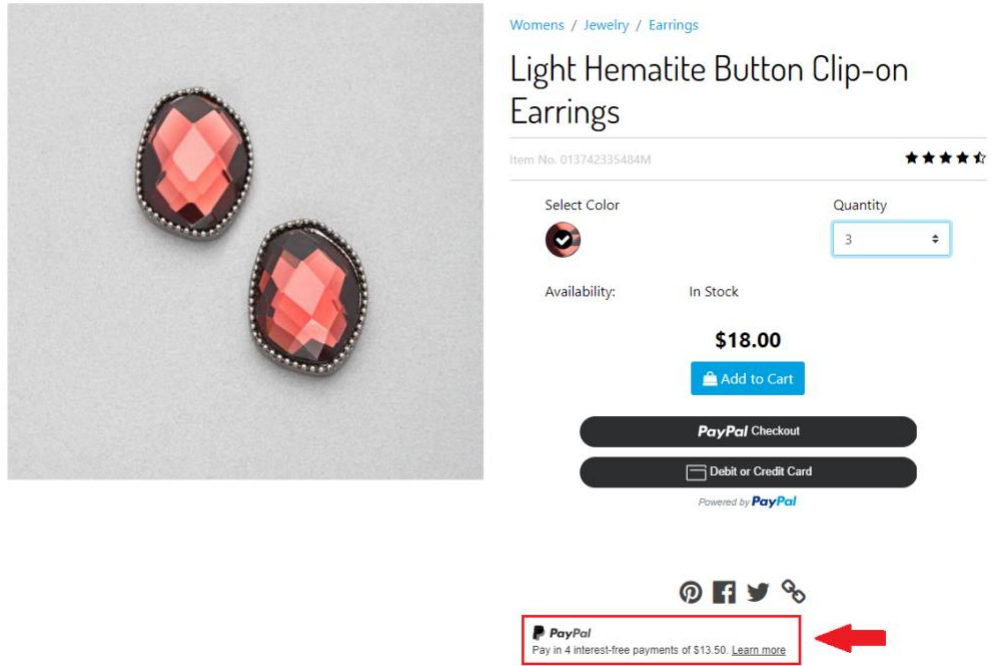 Womens / Jewelry / Earrings
Light Hematite Button Clip-on
Earrings
Item No. 013742335484M
Select Color
Quantity
3
Availability:
In Stock
$18.00
Add to Cart
PayPal Checkout
Debit or Credit Card
Powered by PayPal
PayPal
Pay in 4 interest-free payments of $13.50. Learn more